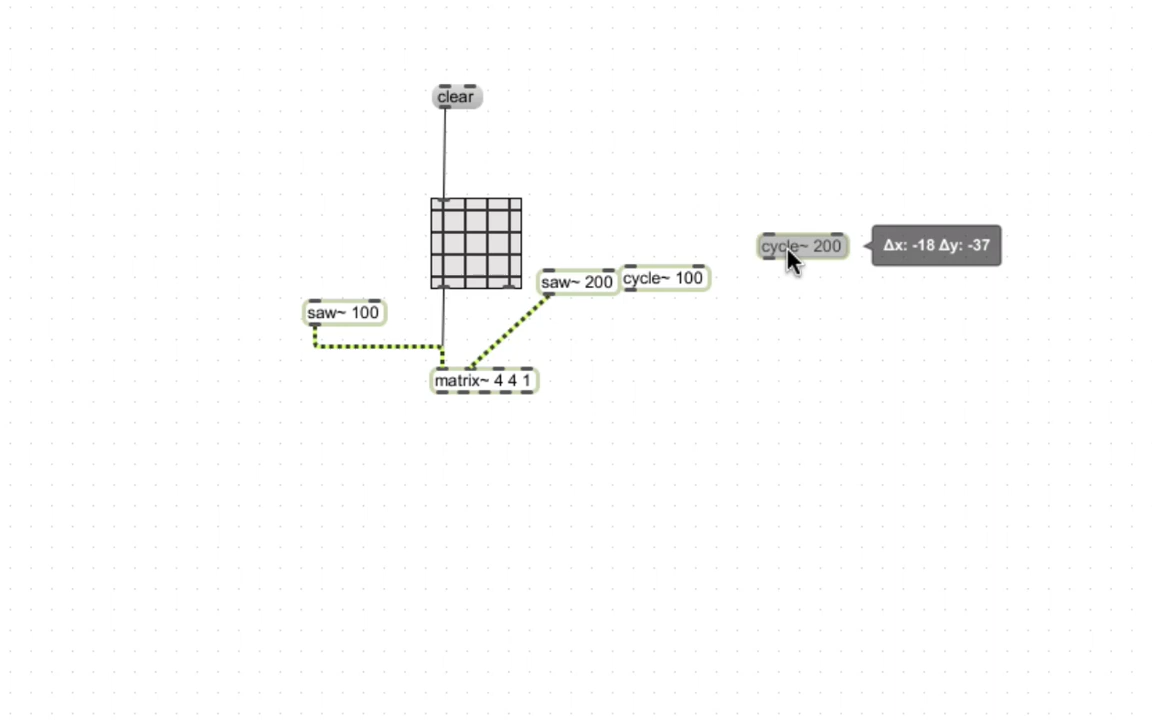 clear
cycle~ 200
Δx: -18 Δy: -37
saw~ 200
cycle~ 100
saw~ 100
matrix~ 4 4 1